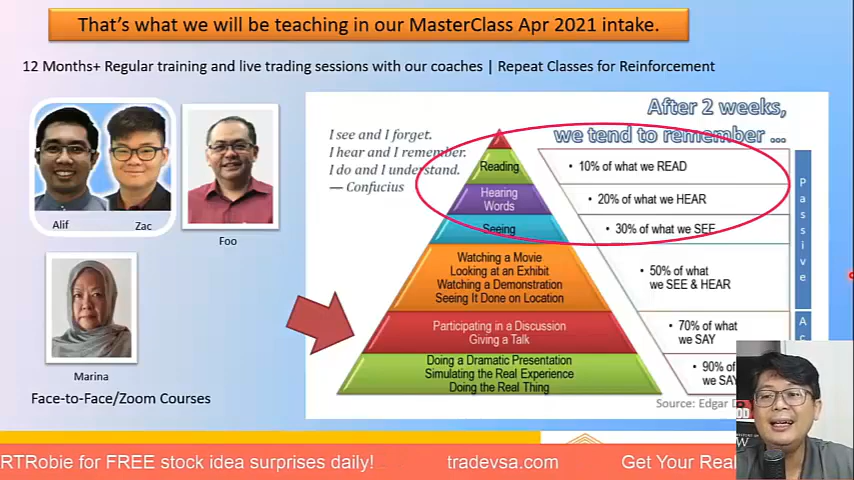 That's what we will be teaching in our MasterClass Apr 2021 intake.
12 Months+ Regular training and live trading sessions with our coaches | Repeat Classes for Reinforcement
Alif
Zac
Foo
Marina
Face-to-Face/Zoom Courses
I see and I forget.
I hear and I remember.
I do and I understand.
— Confucius
After 2 weeks,
we tend to remember ...
Reading
Hearing
Words
Seeing
Watching a Movie
Looking at an Exhibit
Watching a Demonstration
Seeing It Done on Location
Participating in a Discussion
Giving a Talk
Doing a Dramatic Presentation
Simulating the Real Experience
Doing the Real Thing
• 10% of what we READ
• 20% of what we HEAR
• 30% of what we SEE
• 50% of what
we SEE & HEAR
• 70% of what
we SAY
• 90% of
we SAY
Passive
A
Source: Edgar
RTRobie for FREE stock idea surprises daily!
tradevsa.com
Get Your Real